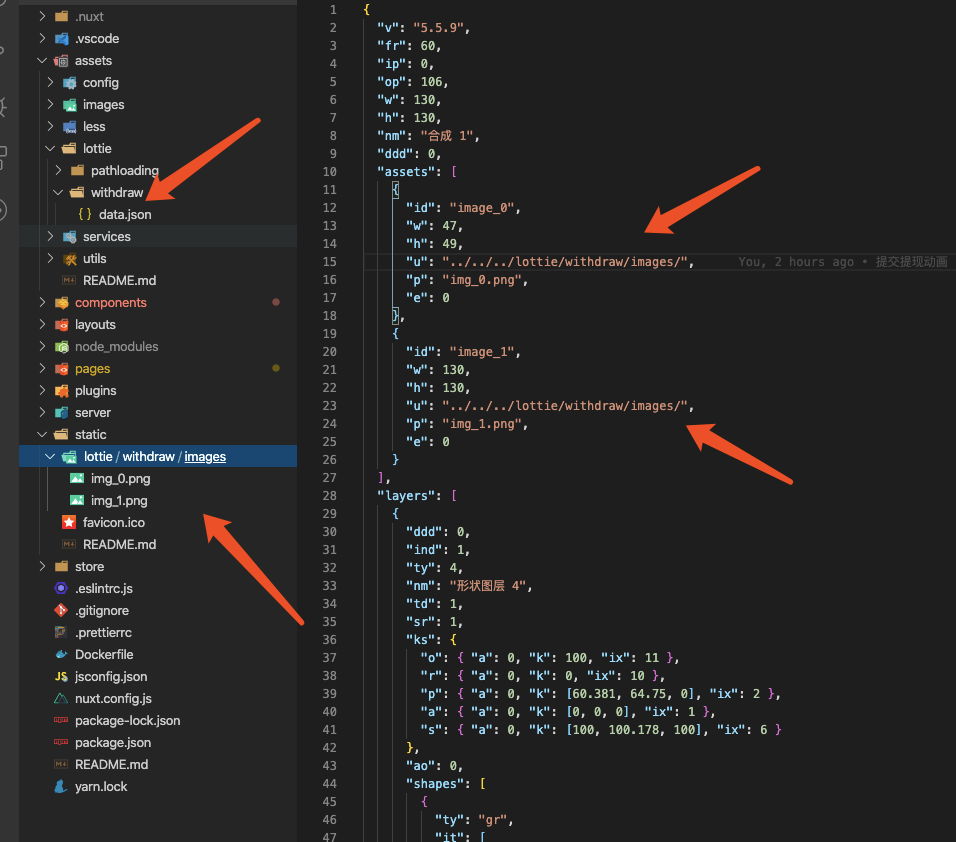 .nuxt
.vscode
assets
config
images
less
lottie
pathloading
withdraw
{ } data.json
services
utils
README.md
components
layouts
node_modules
pages
plugins
server
static
lottie / withdraw / images
img_0.png
img_1.png
favicon.ico
README.md
store
.eslintrc.js
.gitignore
.prettierrc
Dockerfile
jsconfig.json
nuxt.config.js
package-lock.json
package.json
README.md
yarn.lock
1 {
2 "v": "5.5.9",
3 "fr": 60,
4 "ip": 0,
5 "op": 106,
6 "w": 130,
7 "h": 130,
8 "nm": "合成 1",
9 "ddd": 0,
10 "assets": [
11 {
12 "id": "image_0",
13 "w": 47,
14 "h": 49,
15 "u": "../../../lottie/withdraw/images/", You, 2 hours ago • 提交提现动画
16 "p": "img_0.png",
17 "e": 0
18 },
19 {
20 "id": "image_1",
21 "w": 130,
22 "h": 130,
23 "u": "../../../lottie/withdraw/images/",
24 "p": "img_1.png",
25 "e": 0
26 }
27 ],
28 "layers": [
29 {
30 "ddd": 0,
31 "ind": 1,
32 "ty": 4,
33 "nm": "形状图层 4",
34 "td": 1,
35 "sr": 1,
36 "ks": {
37 "o": { "a": 0, "k": 100, "ix": 11 },
38 "r": { "a": 0, "k": 0, "ix": 10 },
39 "p": { "a": 0, "k": [60.381, 64.75, 0], "ix": 2 },
40 "a": { "a": 0, "k": [0, 0, 0], "ix": 1 },
41 "s": { "a": 0, "k": [100, 100.178, 100], "ix": 6 }
42 },
43 "ao": 0,
44 "shapes": [
45 {
46 "ty": "gr",
47 "it": [